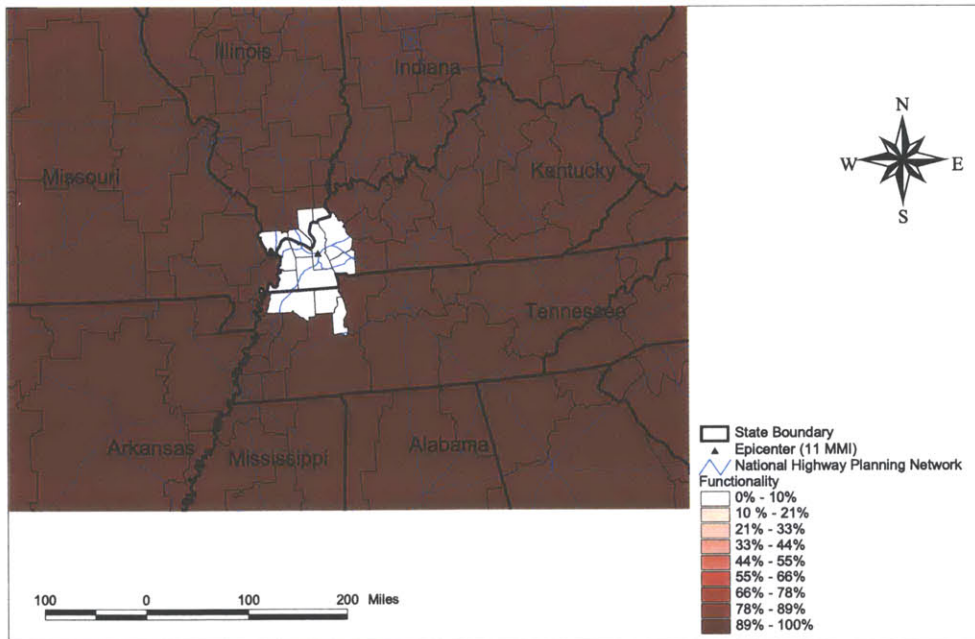 Illinois
Indiana
Missouri
Kentucky
Tennessee
Arkansas
Mississippi
Alabama
N
W E
S
State Boundary
Epicenter (11 MMI)
National Highway Planning Network
Functionality
0% - 10%
10 % - 21%
21% - 33%
33% - 44%
44% - 55%
55% - 66%
66% - 78%
78% - 89%
89% - 100%
100 0 100 200 Miles